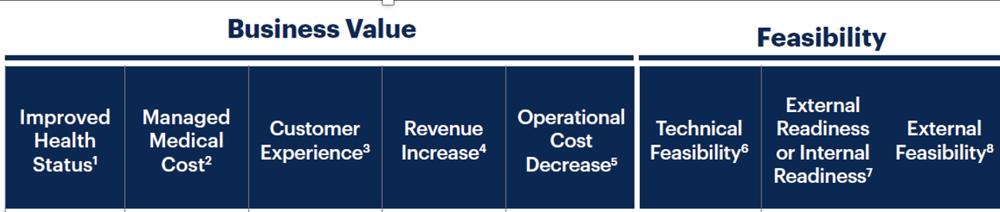 Business Value
Feasibility
Improved
Health
Status¹
Managed
Medical
Cost²
Customer
Experience³
Revenue
Increase⁴
Operational
Cost
Decrease⁵
Technical
Feasibility⁶
External
Readiness
or Internal
Readiness⁷
External
Feasibility⁸